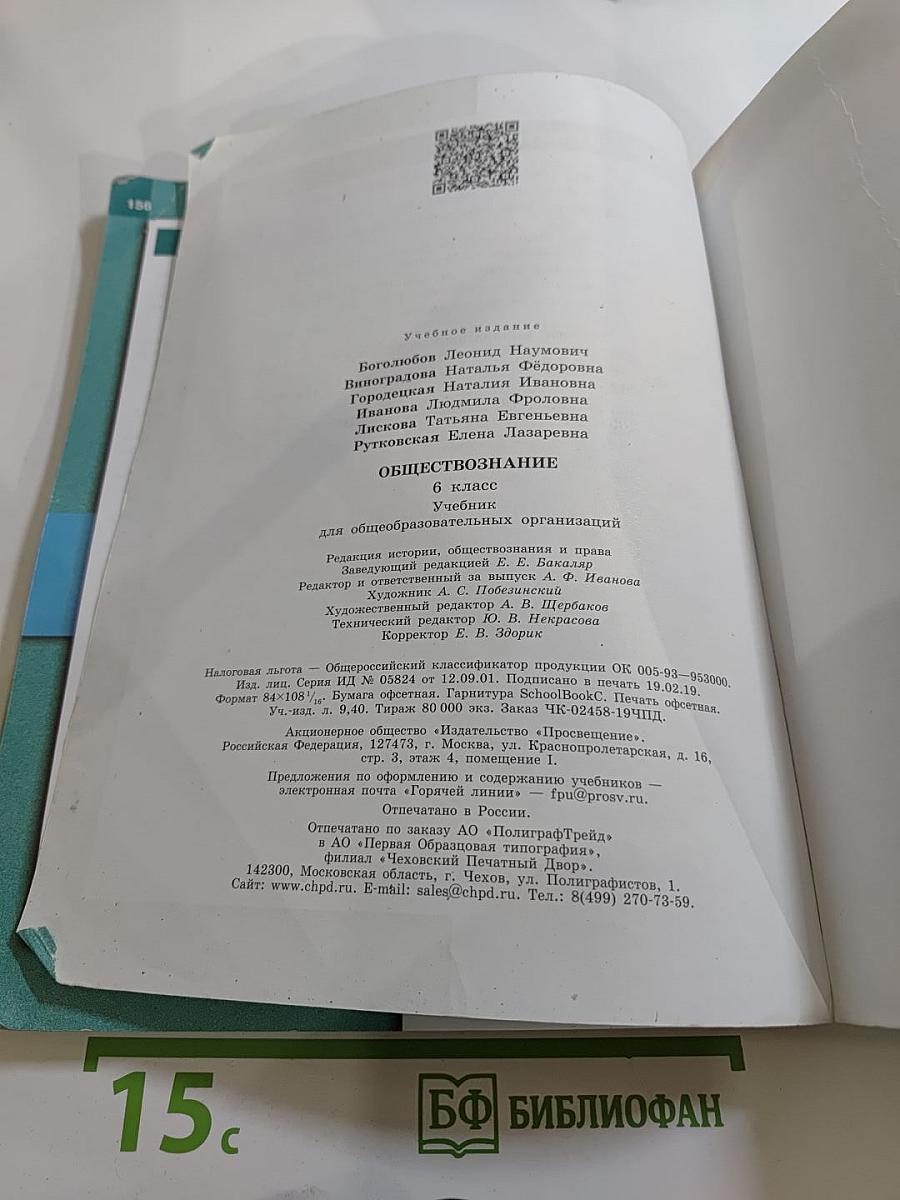 156
Учебное издание
Боголюбов Леонид Наумович
Виноградова Наталья Фёдоровна
Городецкая Наталия Ивановна
Иванова Людмила Фроловна
Лискова Татьяна Евгеньевна
Рутковская Елена Лазаревна
ОБЩЕСТВОЗНАНИЕ
6 класс
Учебник
для общеобразовательных организаций
Редакция истории, обществознания и права
Заведующий редакцией Е. Е. Бакаляр
Редактор и ответственный за выпуск А. Ф. Иванова
Художник А. С. Побезинский
Художественный редактор А. В. Щербаков
Технический редактор Ю. В. Некрасова
Корректор Е. В. Здорик
Налоговая льгота — Общероссийский классификатор продукции ОК 005-93—953000.
Изд. лиц. Серия ИД № 05824 от 12.09.01. Подписано в печать 19.02.19.
Формат 84×108 1/16. Бумага офсетная. Гарнитура SchoolBookC. Печать офсетная.
Уч.-изд. л. 9,40. Тираж 80 000 экз. Заказ ЧК-02458-19ЧПД.
Акционерное общество «Издательство «Просвещение».
Российская Федерация, 127473, г. Москва, ул. Краснопролетарская, д. 16,
стр. 3, этаж 4, помещение I.
Предложения по оформлению и содержанию учебников —
электронная почта «Горячей линии» — fpu@prosv.ru.
Отпечатано в России.
Отпечатано по заказу АО «ПолиграфТрейд»
в АО «Первая Образцовая типография»,
филиал «Чеховский Печатный Двор».
142300, Московская область, г. Чехов, ул. Полиграфистов, 1.
Сайт: www.chpd.ru. E-mail: sales@chpd.ru. Тел.: 8(499) 270-73-59.
15 с
БФ БИБЛИОФАН